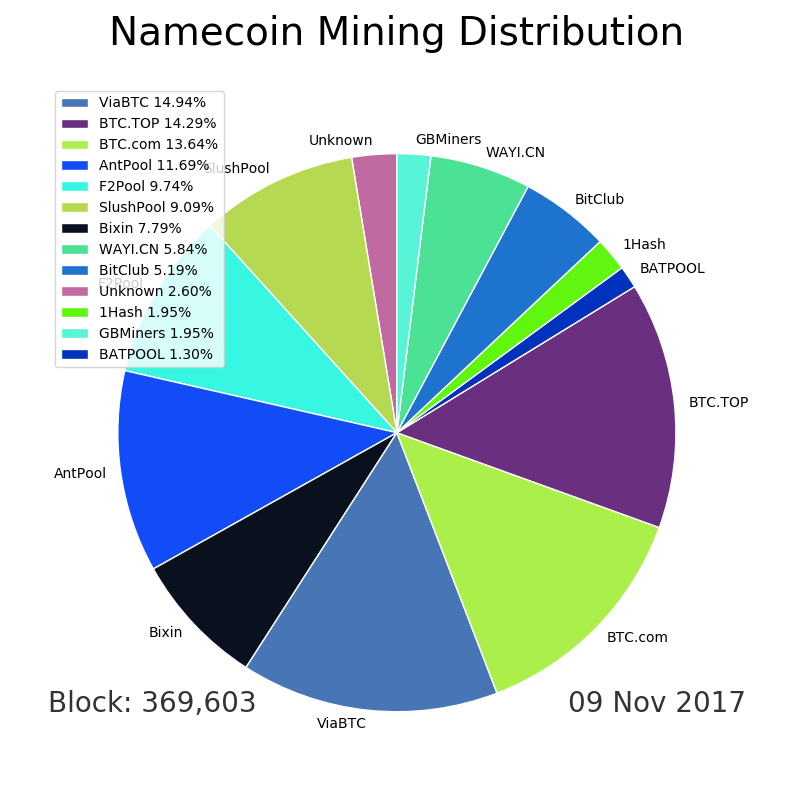 Namecoin Mining Distribution
ViaBTC 14.94%
BTC.TOP 14.29%
BTC.com 13.64%
AntPool 11.69%
F2Pool 9.74%
SlushPool 9.09%
Bixin 7.79%
WAYI.CN 5.84%
BitClub 5.19%
Unknown 2.60%
1Hash 1.95%
GBMiners 1.95%
BATPOOL 1.30%
Unknown
GBMiners
WAYI.CN
SlushPool
BitClub
1Hash
BATPOOL
F2Pool
BTC.TOP
AntPool
Bixin
BTC.com
ViaBTC
Block: 369,603
09 Nov 2017